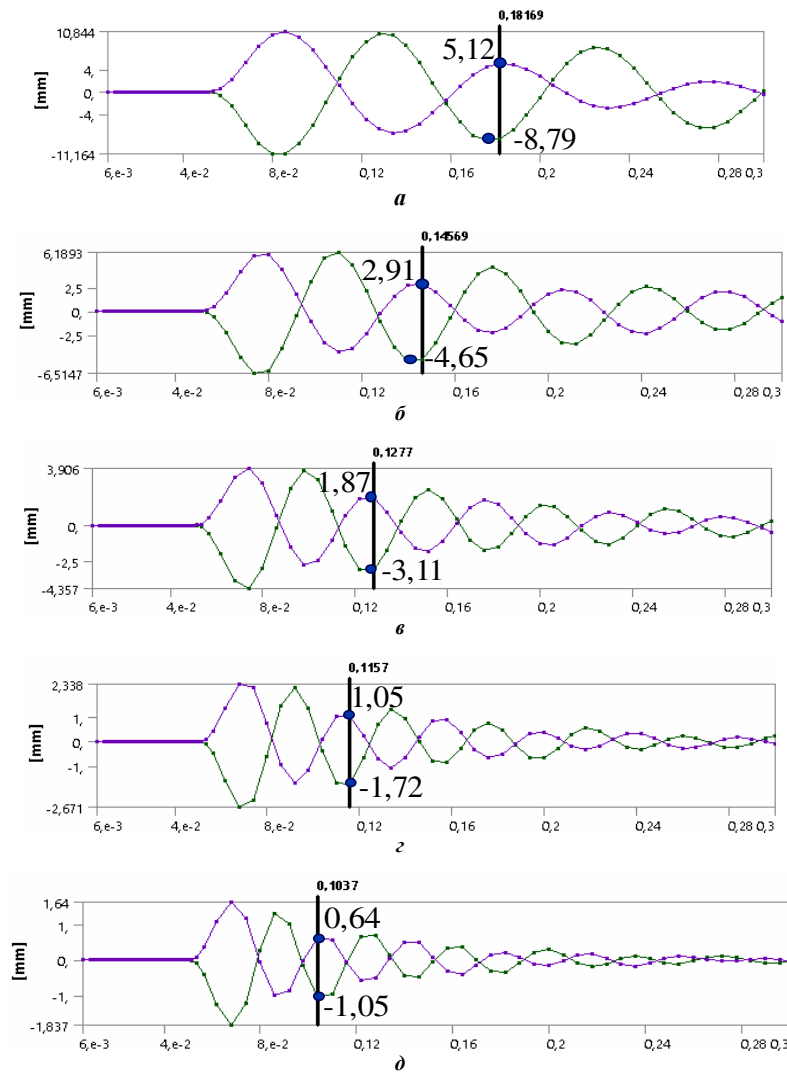 0,18169
10,844
4,
0,
-4,
-11,164
[mm]
5,12
-8,79
6,e-3 4,e-2 8,e-2 0,12 0,16 0,2 0,24 0,28 0,3
а
0,14569
6,1893
2,5
0,
-2,5
-6,5147
[mm]
2,91
-4,65
6,e-3 4,e-2 8,e-2 0,12 0,16 0,2 0,24 0,28 0,3
б
0,1277
3,906
0,
-2,5
-4,357
[mm]
1,87
-3,11
6,e-3 4,e-2 8,e-2 0,12 0,16 0,2 0,24 0,28 0,3
в
0,1157
2,338
1,
0,
-1,
-2,671
[mm]
1,05
-1,72
6,e-3 4,e-2 8,e-2 0,12 0,16 0,2 0,24 0,28 0,3
г
0,1037
1,64
1,
0,
-1,
-1,837
[mm]
0,64
-1,05
6,e-3 4,e-2 8,e-2 0,12 0,16 0,2 0,24 0,28 0,3
д